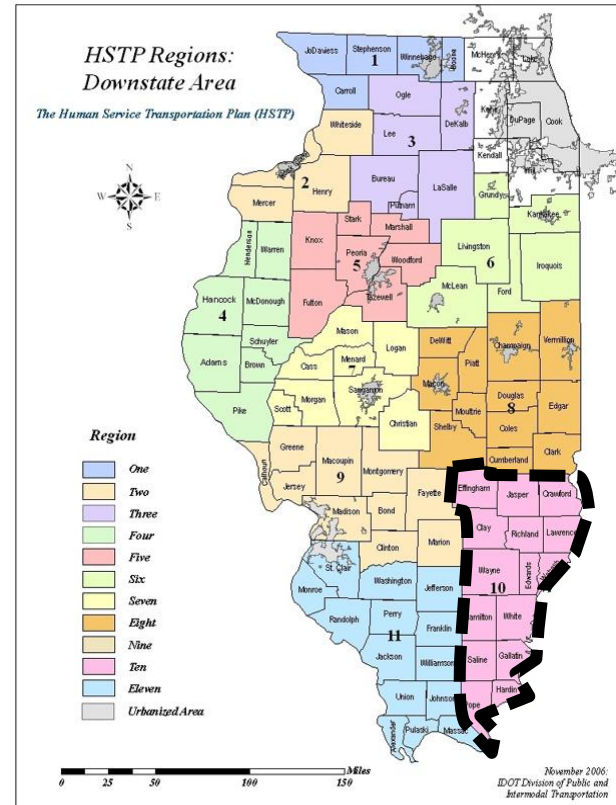 HSTP Regions:
Downstate Area
The Human Service Transportation Plan (HSTP)
N
W E
S
JoDaviess Stephenson Winnebago Boone McHenry Lake
1
Carroll Ogle DeKalb Kane DuPage Cook
Whiteside Lee
3
Kendall
2
Henry Bureau LaSalle Grundy
Mercer Putnam Kankakee
Stark Marshall
Henderson Warren Knox Peoria Woodford Livingston
5 6
Iroquois
Hancock McDonough Fulton Tazewell McLean Ford
4
Mason
Schuyler Logan DeWitt Champaign Vermillion
Adams Brown Cass Menard Piatt
7
Macon
Sangamon Douglas
Morgan Moultrie 8 Edgar
Pike Scott Christian Coles
Shelby
Greene Cumberland Clark
Calhoun Macoupin Montgomery
Jersey 9 Fayette Effingham Jasper Crawford
Bond
Madison Clay Richland Lawrence
Marion
Clinton
St. Clair Wayne Edwards
Washington Jefferson 10
Monroe
Randolph Perry Hamilton White
Franklin
11
Jackson Williamson Saline Gallatin
Union Johnson Pope Hardin
Alexander Pulaski Massac
Region
One
Two
Three
Four
Five
Six
Seven
Eight
Nine
Ten
Eleven
Urbanized Area
Miles
0 25 50 100 150
November 2006:
IDOT Division of Public and
Intermodal Transportation